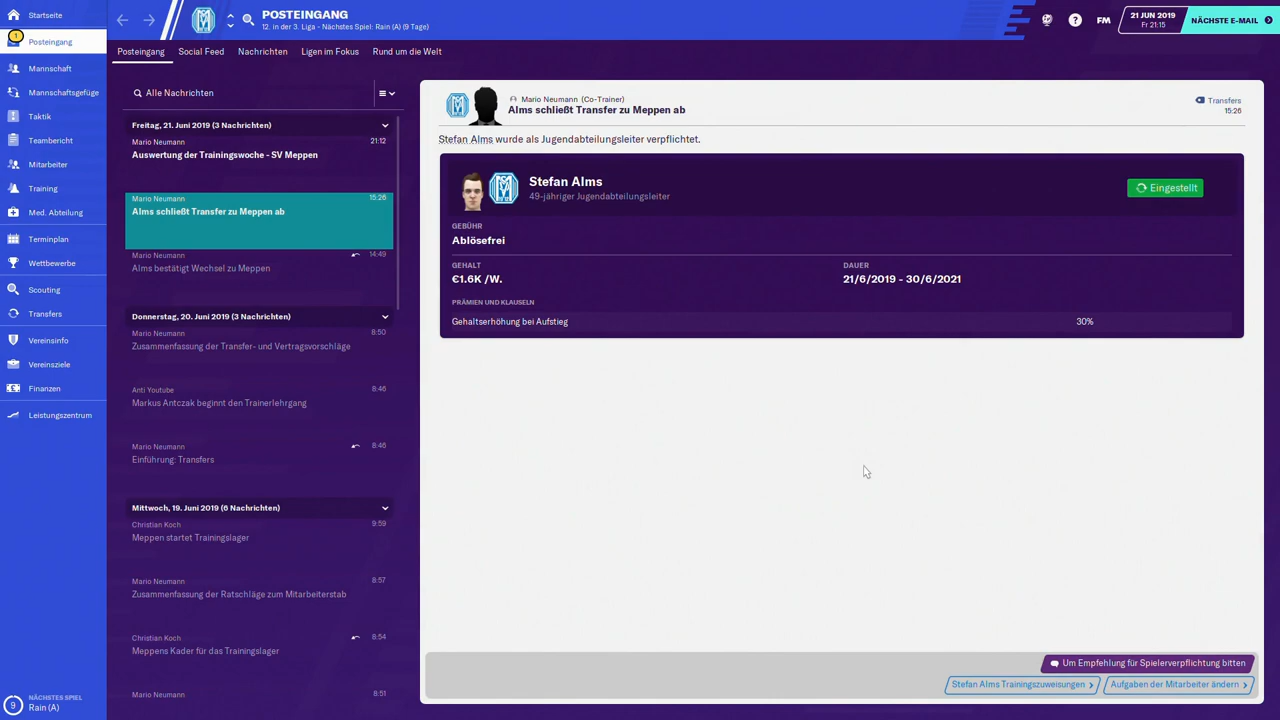 Startseite
1
Posteingang
Mannschaft
Mannschaftsgefüge
Taktik
Teambericht
Mitarbeiter
Training
Med. Abteilung
Terminplan
Wettbewerbe
Scouting
Transfers
Vereinsinfo
Vereinsziele
Finanzen
Leistungszentrum
NÄCHSTES SPIEL
9
Rain (A)
POSTEINGANG
12. in der 3. Liga - Nächstes Spiel: Rain (A) (9 Tage)
?
FM
21 JUN 2019
Fr 21:15
NÄCHSTE E-MAIL
Posteingang Social Feed Nachrichten Ligen im Fokus Rund um die Welt
Alle Nachrichten
Freitag, 21. Juni 2019 (3 Nachrichten)
Mario Neumann 21:12
Auswertung der Trainingswoche - SV Meppen
Mario Neumann 15:26
Alms schließt Transfer zu Meppen ab
Mario Neumann 14:49
Alms bestätigt Wechsel zu Meppen
Donnerstag, 20. Juni 2019 (3 Nachrichten)
Mario Neumann 8:50
Zusammenfassung der Transfer- und Vertragsvorschläge
Anti Youtube 8:46
Markus Antczak beginnt den Trainerlehrgang
Mario Neumann 8:46
Einführung: Transfers
Mittwoch, 19. Juni 2019 (6 Nachrichten)
Christian Koch 9:59
Meppen startet Trainingslager
Mario Neumann 8:57
Zusammenfassung der Ratschläge zum Mitarbeiterstab
Christian Koch 8:54
Meppens Kader für das Trainingslager
Mario Neumann 8:51
Mario Neumann (Co-Trainer)
Alms schließt Transfer zu Meppen ab
Transfers
15:26
Stefan Alms wurde als Jugendabteilungsleiter verpflichtet.
Stefan Alms
49-jähriger Jugendabteilungsleiter
Eingestellt
GEBÜHR
Ablösefrei
GEHALT DAUER
€1.6K /W. 21/6/2019 - 30/6/2021
PRÄMIEN UND KLAUSELN
Gehaltserhöhung bei Aufstieg 30%
Um Empfehlung für Spielerverpflichtung bitten
Stefan Alms Trainingszuweisungen
Aufgaben der Mitarbeiter ändern